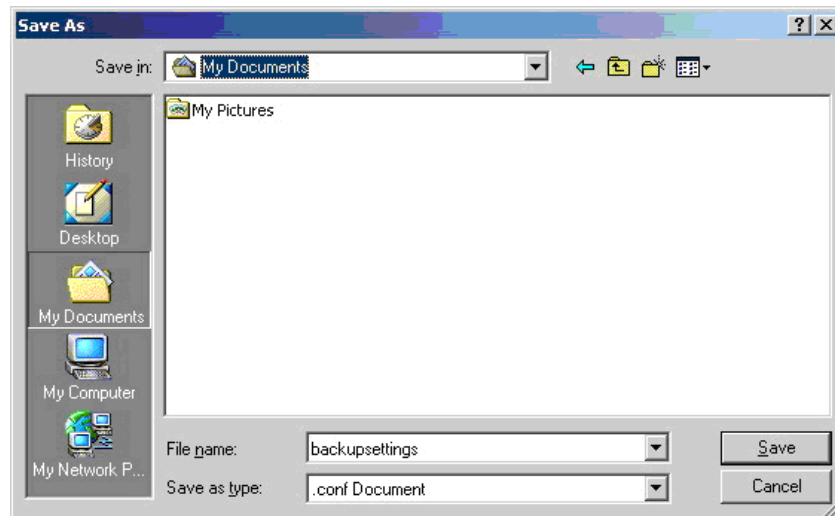 Save As
Save in: My Documents
My Pictures
History
Desktop
My Documents
My Computer
My Network P...
File name: backupsettings
Save as type: .conf Document
Save
Cancel